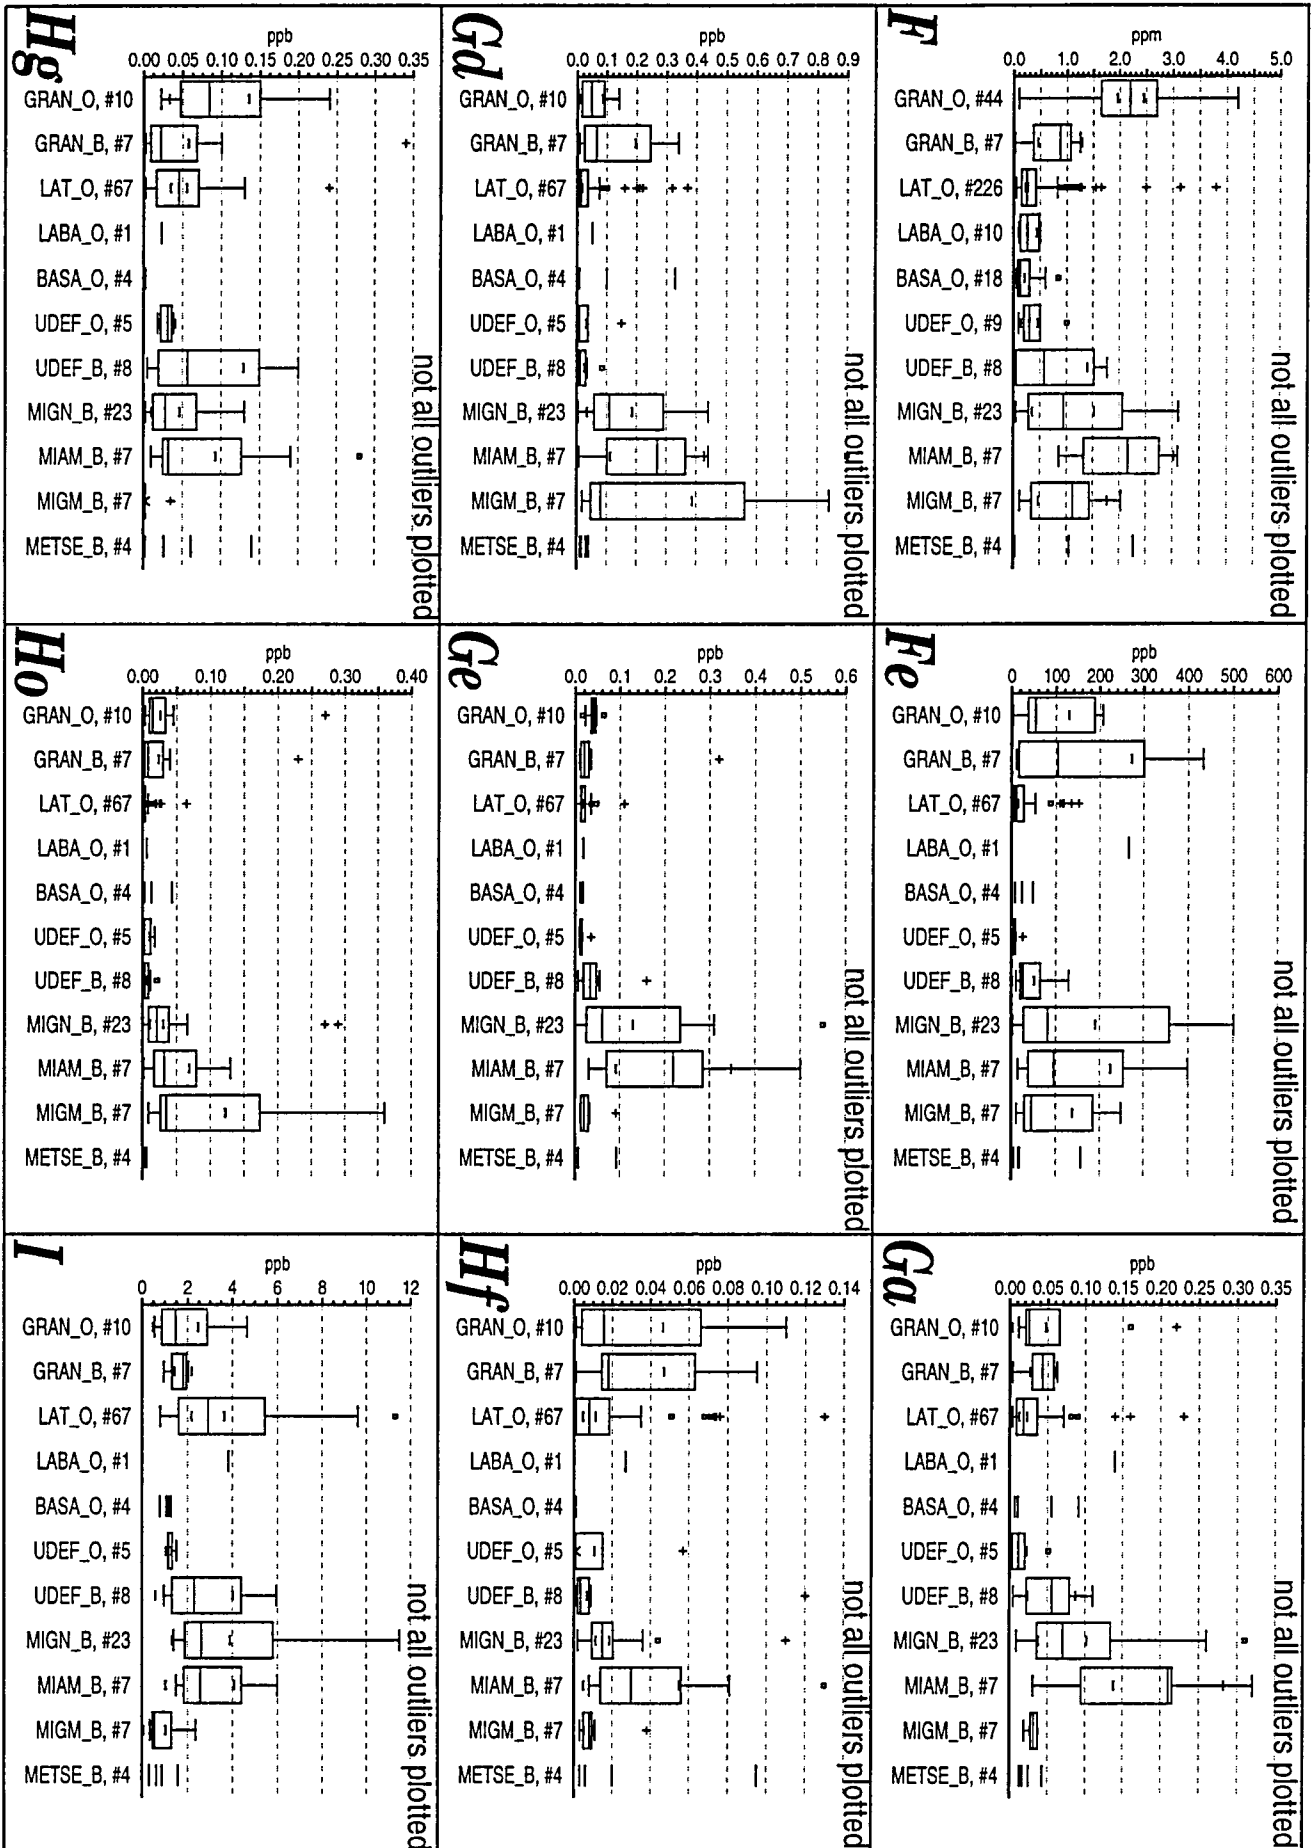 F
ppm
0.0 1.0 2.0 3.0 4.0 5.0
GRAN_O, #44
GRAN_B, #7
LAT_O, #226
LABA_O, #10
BASA_O, #18
UDEF_O, #9
UDEF_B, #8
MIGN_B, #23
MIAM_B, #7
MIGM_B, #7
METSE_B, #4
not all outliers plotted
Fe
ppb
0 100 200 300 400 500 600
GRAN_O, #10
GRAN_B, #7
LAT_O, #67
LABA_O, #1
BASA_O, #4
UDEF_O, #5
UDEF_B, #8
MIGN_B, #23
MIAM_B, #7
MIGM_B, #7
METSE_B, #4
not all outliers plotted
Ga
ppb
0.00 0.05 0.10 0.15 0.20 0.25 0.30 0.35
GRAN_O, #10
GRAN_B, #7
LAT_O, #67
LABA_O, #1
BASA_O, #4
UDEF_O, #5
UDEF_B, #8
MIGN_B, #23
MIAM_B, #7
MIGM_B, #7
METSE_B, #4
not all outliers plotted
Gd
ppb
0.0 0.1 0.2 0.3 0.4 0.5 0.6 0.7 0.8 0.9
GRAN_O, #10
GRAN_B, #7
LAT_O, #67
LABA_O, #1
BASA_O, #4
UDEF_O, #5
UDEF_B, #8
MIGN_B, #23
MIAM_B, #7
MIGM_B, #7
METSE_B, #4
not all outliers plotted
Ge
ppb
0.0 0.1 0.2 0.3 0.4 0.5 0.6
GRAN_O, #10
GRAN_B, #7
LAT_O, #67
LABA_O, #1
BASA_O, #4
UDEF_O, #5
UDEF_B, #8
MIGN_B, #23
MIAM_B, #7
MIGM_B, #7
METSE_B, #4
not all outliers plotted
Hf
ppb
0.00 0.02 0.04 0.06 0.08 0.10 0.12 0.14
GRAN_O, #10
GRAN_B, #7
LAT_O, #67
LABA_O, #1
BASA_O, #4
UDEF_O, #5
UDEF_B, #8
MIGN_B, #23
MIAM_B, #7
MIGM_B, #7
METSE_B, #4
not all outliers plotted
Hg
ppb
0.00 0.05 0.10 0.15 0.20 0.25 0.30 0.35
GRAN_O, #10
GRAN_B, #7
LAT_O, #67
LABA_O, #1
BASA_O, #4
UDEF_O, #5
UDEF_B, #8
MIGN_B, #23
MIAM_B, #7
MIGM_B, #7
METSE_B, #4
not all outliers plotted
Ho
ppb
0.00 0.10 0.20 0.30 0.40
GRAN_O, #10
GRAN_B, #7
LAT_O, #67
LABA_O, #1
BASA_O, #4
UDEF_O, #5
UDEF_B, #8
MIGN_B, #23
MIAM_B, #7
MIGM_B, #7
METSE_B, #4
I
ppb
0 2 4 6 8 10 12
GRAN_O, #10
GRAN_B, #7
LAT_O, #67
LABA_O, #1
BASA_O, #4
UDEF_O, #5
UDEF_B, #8
MIGN_B, #23
MIAM_B, #7
MIGM_B, #7
METSE_B, #4
not all outliers plotted